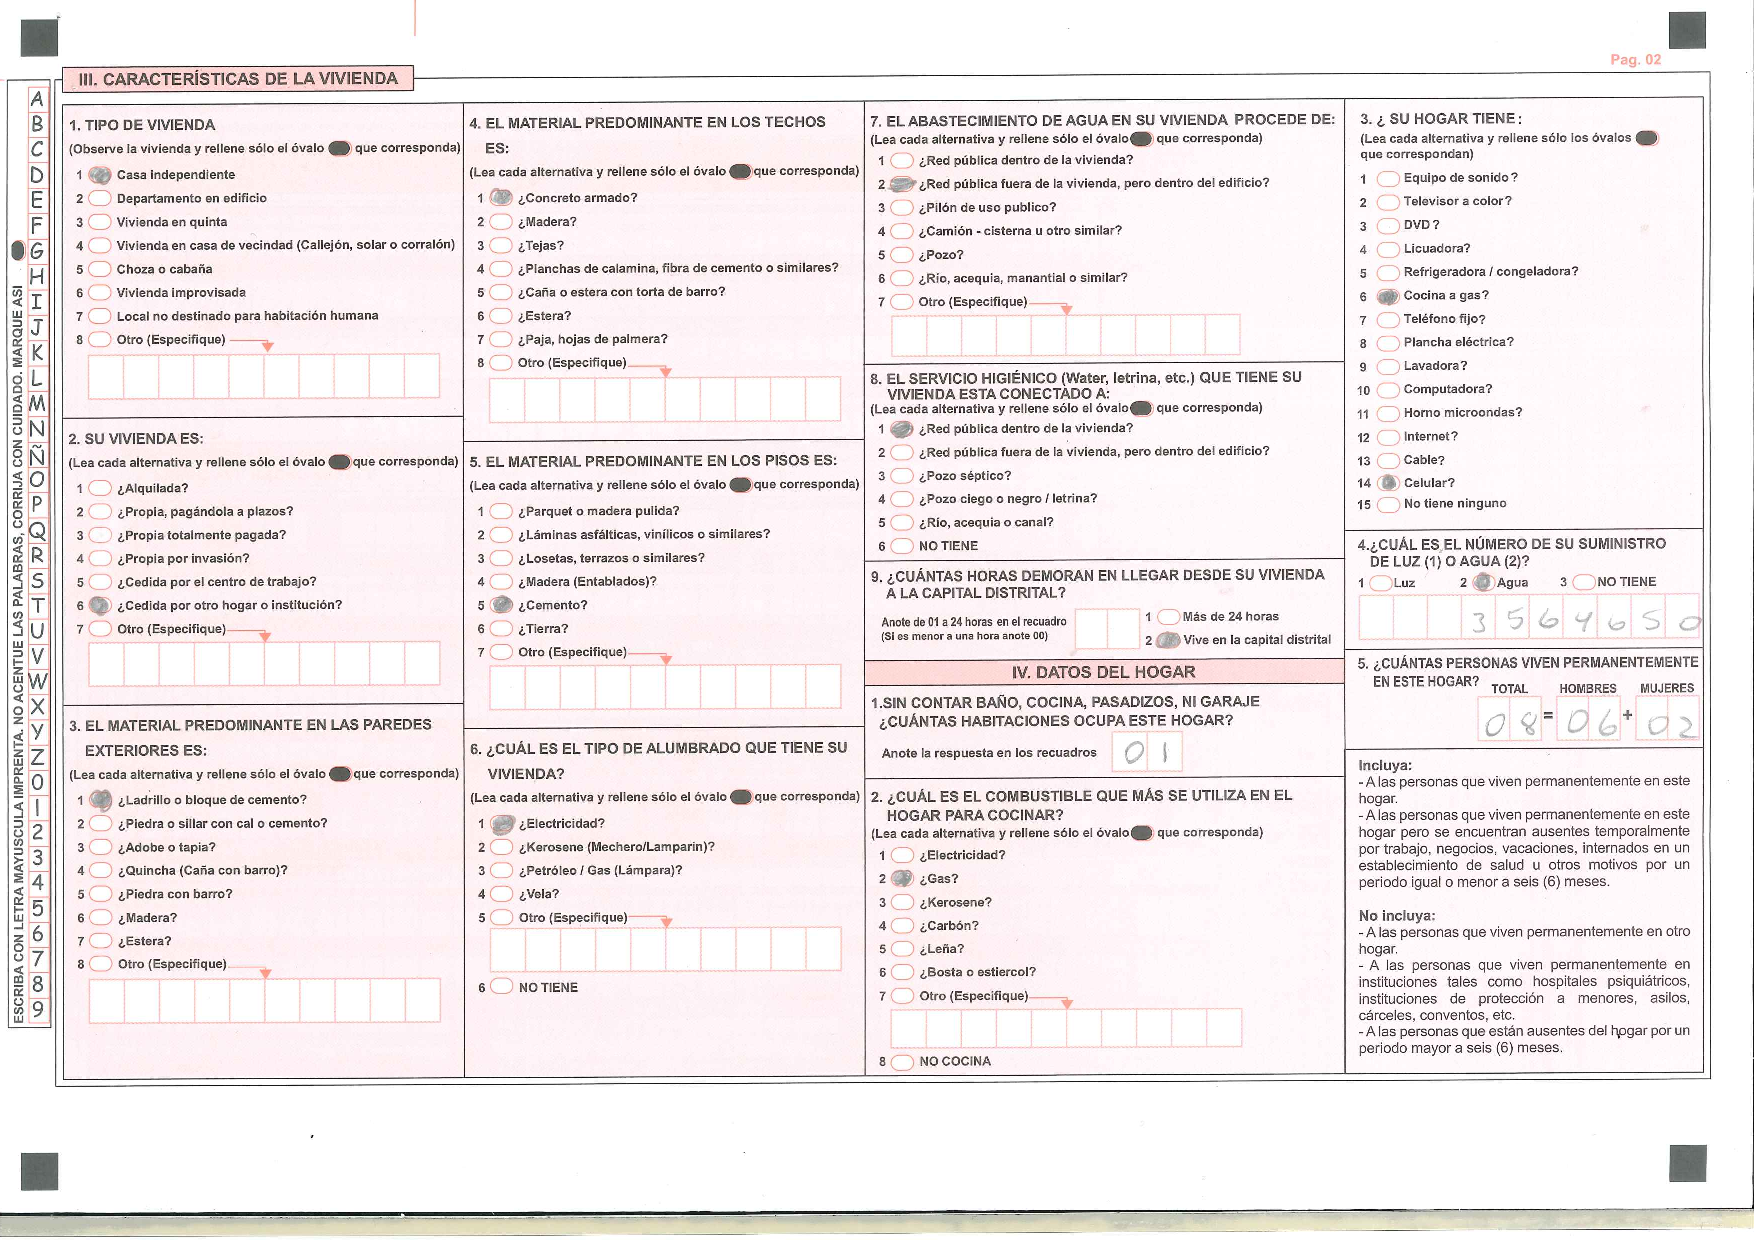 Pag. 02
III. CARACTERÍSTICAS DE LA VIVIENDA
ESCRIBA CON LETRA MAYUSCULA IMPRENTA. NO ACENTUE LAS PALABRAS, CORRIJA CON CUIDADO. MARQUE ASI
A
B
C
D
E
F
G
H
I
J
K
L
M
N
Ñ
O
P
Q
R
S
T
U
V
W
X
Y
Z
0
1
2
3
4
5
6
7
8
9
1. TIPO DE VIVIENDA
(Observe la vivienda y rellene sólo el óvalo que corresponda)
1 Casa independiente
2 Departamento en edificio
3 Vivienda en quinta
4 Vivienda en casa de vecindad (Callejón, solar o corralón)
5 Choza o cabaña
6 Vivienda improvisada
7 Local no destinado para habitación humana
8 Otro (Especifique)
2. SU VIVIENDA ES:
(Lea cada alternativa y rellene sólo el óvalo que corresponda)
1 ¿Alquilada?
2 ¿Propia, pagándola a plazos?
3 ¿Propia totalmente pagada?
4 ¿Propia por invasión?
5 ¿Cedida por el centro de trabajo?
6 ¿Cedida por otro hogar o institución?
7 Otro (Especifique)
3. EL MATERIAL PREDOMINANTE EN LAS PAREDES
EXTERIORES ES:
(Lea cada alternativa y rellene sólo el óvalo que corresponda)
1 ¿Ladrillo o bloque de cemento?
2 ¿Piedra o sillar con cal o cemento?
3 ¿Adobe o tapia?
4 ¿Quincha (Caña con barro)?
5 ¿Piedra con barro?
6 ¿Madera?
7 ¿Estera?
8 Otro (Especifique)
4. EL MATERIAL PREDOMINANTE EN LOS TECHOS
ES:
(Lea cada alternativa y rellene sólo el óvalo que corresponda)
1 ¿Concreto armado?
2 ¿Madera?
3 ¿Tejas?
4 ¿Planchas de calamina, fibra de cemento o similares?
5 ¿Caña o estera con torta de barro?
6 ¿Estera?
7 ¿Paja, hojas de palmera?
8 Otro (Especifique)
5. EL MATERIAL PREDOMINANTE EN LOS PISOS ES:
(Lea cada alternativa y rellene sólo el óvalo que corresponda)
1 ¿Parquet o madera pulida?
2 ¿Láminas asfálticas, vinílicos o similares?
3 ¿Losetas, terrazos o similares?
4 ¿Madera (Entablados)?
5 ¿Cemento?
6 ¿Tierra?
7 Otro (Especifique)
6. ¿CUÁL ES EL TIPO DE ALUMBRADO QUE TIENE SU
VIVIENDA?
(Lea cada alternativa y rellene sólo el óvalo que corresponda)
1 ¿Electricidad?
2 ¿Kerosene (Mechero/Lamparin)?
3 ¿Petróleo / Gas (Lámpara)?
4 ¿Vela?
5 Otro (Especifique)
6 NO TIENE
7. EL ABASTECIMIENTO DE AGUA EN SU VIVIENDA PROCEDE DE:
(Lea cada alternativa y rellene sólo el óvalo que corresponda)
1 ¿Red pública dentro de la vivienda?
2 ¿Red pública fuera de la vivienda, pero dentro del edificio?
3 ¿Pilón de uso publico?
4 ¿Camión - cisterna u otro similar?
5 ¿Pozo?
6 ¿Río, acequia, manantial o similar?
7 Otro (Especifique)
8. EL SERVICIO HIGIÉNICO (Water, letrina, etc.) QUE TIENE SU
VIVIENDA ESTA CONECTADO A:
(Lea cada alternativa y rellene sólo el óvalo que corresponda)
1 ¿Red pública dentro de la vivienda?
2 ¿Red pública fuera de la vivienda, pero dentro del edificio?
3 ¿Pozo séptico?
4 ¿Pozo ciego o negro / letrina?
5 ¿Río, acequia o canal?
6 NO TIENE
9. ¿CUÁNTAS HORAS DEMORAN EN LLEGAR DESDE SU VIVIENDA
A LA CAPITAL DISTRITAL?
Anote de 01 a 24 horas en el recuadro
(Si es menor a una hora anote 00)
1 Más de 24 horas
2 Vive en la capital distrital
IV. DATOS DEL HOGAR
1.SIN CONTAR BAÑO, COCINA, PASADIZOS, NI GARAJE
¿CUÁNTAS HABITACIONES OCUPA ESTE HOGAR?
Anote la respuesta en los recuadros 0 1
2. ¿CUÁL ES EL COMBUSTIBLE QUE MÁS SE UTILIZA EN EL
HOGAR PARA COCINAR?
(Lea cada alternativa y rellene sólo el óvalo que corresponda)
1 ¿Electricidad?
2 ¿Gas?
3 ¿Kerosene?
4 ¿Carbón?
5 ¿Leña?
6 ¿Bosta o estiercol?
7 Otro (Especifique)
8 NO COCINA
3. ¿ SU HOGAR TIENE :
(Lea cada alternativa y rellene sólo los óvalos
que correspondan)
1 Equipo de sonido ?
2 Televisor a color?
3 DVD ?
4 Licuadora?
5 Refrigeradora / congeladora?
6 Cocina a gas?
7 Teléfono fijo?
8 Plancha eléctrica?
9 Lavadora?
10 Computadora?
11 Horno microondas?
12 Internet?
13 Cable?
14 Celular?
15 No tiene ninguno
4.¿CUÁL ES EL NÚMERO DE SU SUMINISTRO
DE LUZ (1) O AGUA (2)?
1 Luz 2 Agua 3 NO TIENE
3 5 6 4 6 5 0
5. ¿CUÁNTAS PERSONAS VIVEN PERMANENTEMENTE
EN ESTE HOGAR? TOTAL HOMBRES MUJERES
0 8 = 0 6 + 0 2
Incluya:
- A las personas que viven permanentemente en este
hogar.
- A las personas que viven permanentemente en este
hogar pero se encuentran ausentes temporalmente
por trabajo, negocios, vacaciones, internados en un
establecimiento de salud u otros motivos por un
periodo igual o menor a seis (6) meses.
No incluya:
- A las personas que viven permanentemente en otro
hogar.
- A las personas que viven permanentemente en
instituciones tales como hospitales psiquiátricos,
instituciones de protección a menores, asilos,
cárceles, conventos, etc.
- A las personas que están ausentes del hogar por un
periodo mayor a seis (6) meses.